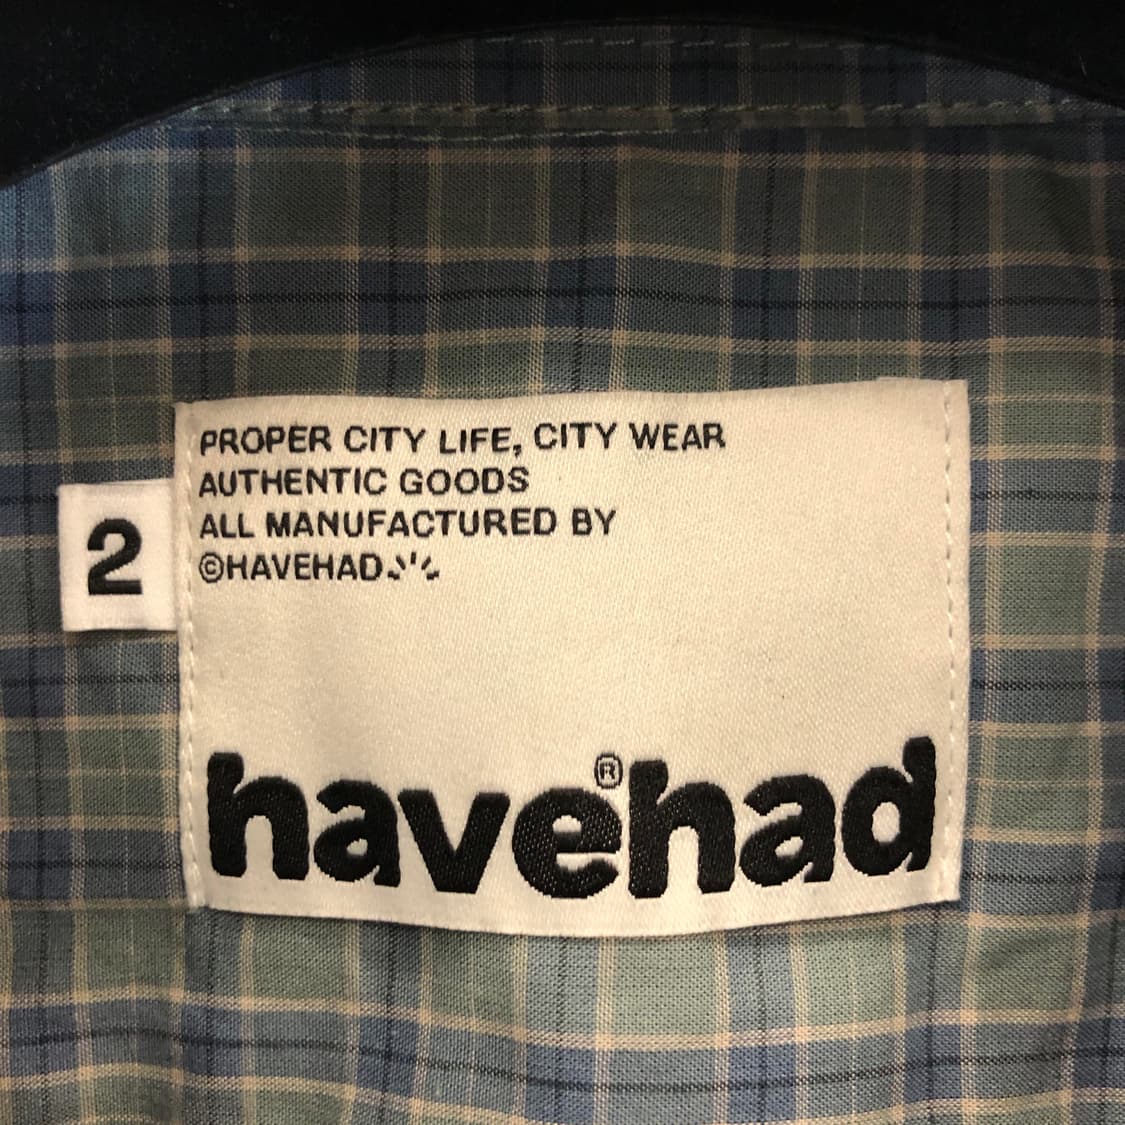 PROPER CITY LIFE, CITY WEAR
AUTHENTIC GOODS
ALL MANUFACTURED BY
©HAVEHAD
2
havehad®